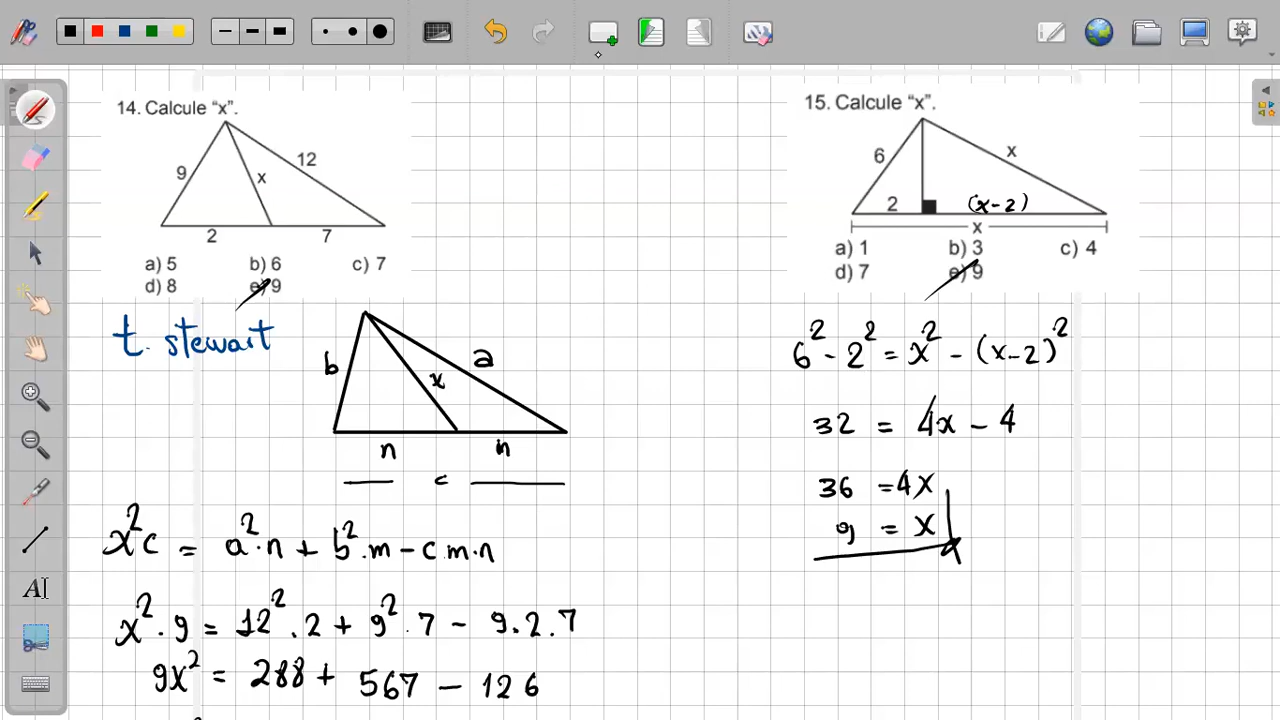 14. Calcule “x”.
9
12
x
2
7
a) 5 b) 6 c) 7
d) 8 e) 9
t. stewart
b
a
x
n
n
c
x²c = a².n + b².m - c m.n
x².9 = 12².2 + 9².7 - 9.2.7
9x² = 288 + 567 - 126
15. Calcule “x”.
6
x
2
(x-2)
x
a) 1 b) 3 c) 4
d) 7 e) 9
6² - 2² = x² - (x-2)²
32 = 4x - 4
36 = 4x
9 = x
AI